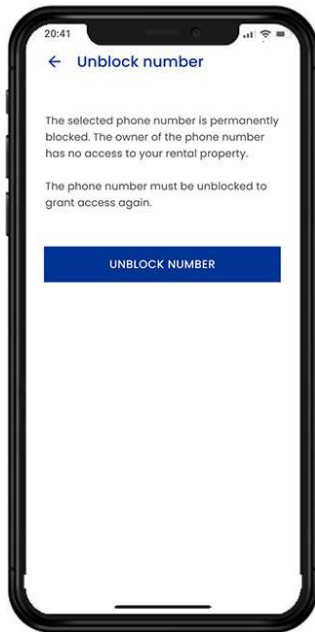 20:41
← Unblock number
The selected phone number is permanently
blocked. The owner of the phone number
has no access to your rental property.
The phone number must be unblocked to
grant access again.
UNBLOCK NUMBER